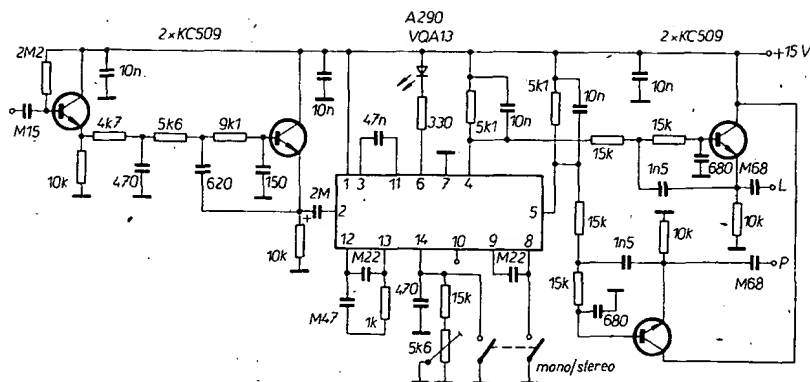 A290
2×KC509
VQA13
2×KC509
2M2
10n
10n
10n
10n
10n
+15 V
M15
4k7
5k6
9k1
47n
330
5k1
5k1
15k
15k
10k
470
620
150
2M
+
10k
1
3
11
6
7
4
2
5
12
13
14
10
9
8
680
1n5
M68
L
10k
15k
10k
1n5
P
M68
15k
680
M22
M47
1k
470
15k
5k6
M22
mono/stereo